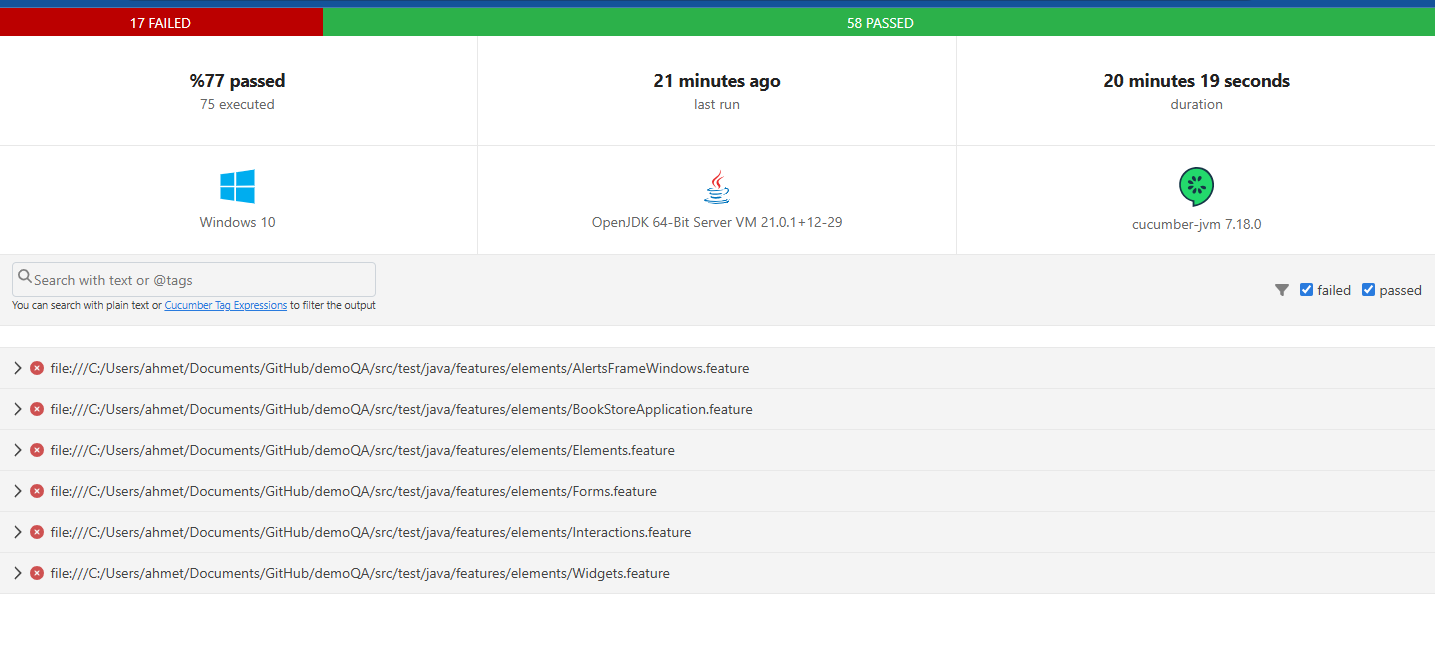 17 FAILED
58 PASSED
%77 passed
75 executed
21 minutes ago
last run
20 minutes 19 seconds
duration
Windows 10
OpenJDK 64-Bit Server VM 21.0.1+12-29
cucumber-jvm 7.18.0
Search with text or @tags
You can search with plain text or Cucumber Tag Expressions to filter the output
failed
passed
file:///C:/Users/ahmet/Documents/GitHub/demoQA/src/test/java/features/elements/AlertsFrameWindows.feature
file:///C:/Users/ahmet/Documents/GitHub/demoQA/src/test/java/features/elements/BookStoreApplication.feature
file:///C:/Users/ahmet/Documents/GitHub/demoQA/src/test/java/features/elements/Elements.feature
file:///C:/Users/ahmet/Documents/GitHub/demoQA/src/test/java/features/elements/Forms.feature
file:///C:/Users/ahmet/Documents/GitHub/demoQA/src/test/java/features/elements/Interactions.feature
file:///C:/Users/ahmet/Documents/GitHub/demoQA/src/test/java/features/elements/Widgets.feature